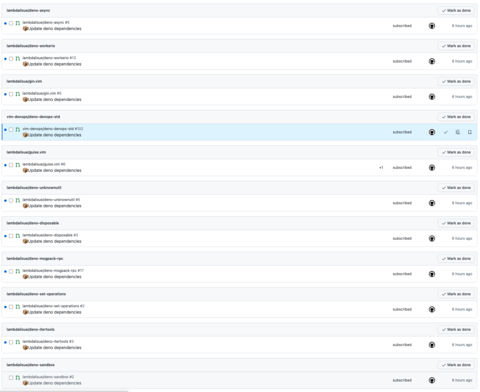 lambdalisue/deno-async
Mark as done
lambdalisue/deno-async #5
Update deno dependencies
subscribed
6 hours ago
lambdalisue/deno-workerio
Mark as done
lambdalisue/deno-workerio
Update deno dependencies
subscribed
6 hours ago
lambdalisue/gin.vim
Mark as done
lambdalisue/gin.vim
Update deno dependencies
subscribed
6 hours ago
vim-denops/deno-denops-std
Mark as done
vim-denops/deno-denops-std
Update deno dependencies
subscribed
lambdalisue/guise.vim
Mark as done
lambdalisue/guise.vim #6
Update deno dependencies
+1
subscribed
6 hours ago
lambdalisue/deno-unknownutil
Mark as done
lambdalisue/deno-unknownutil
Update deno dependencies
subscribed
6 hours ago
lambdalisue/deno-disposable
Mark as done
lambdalisue/deno-disposable
Update deno dependencies
subscribed
6 hours ago
lambdalisue/deno-msgpack-rpc
Mark as done
lambdalisue/deno-msgpack-rpc
Update deno dependencies
subscribed
6 hours ago
lambdalisue/deno-set-operations
Mark as done
lambdalisue/deno-set-operations
Update deno dependencies
subscribed
6 hours ago
lambdalisue/deno-itertools
Mark as done
lambdalisue/deno-itertools
Update deno dependencies
subscribed
6 hours ago
lambdalisue/deno-sandbox
Mark as done
lambdalisue/deno-sandbox #2
Update deno dependencies
subscribed
6 hours ago